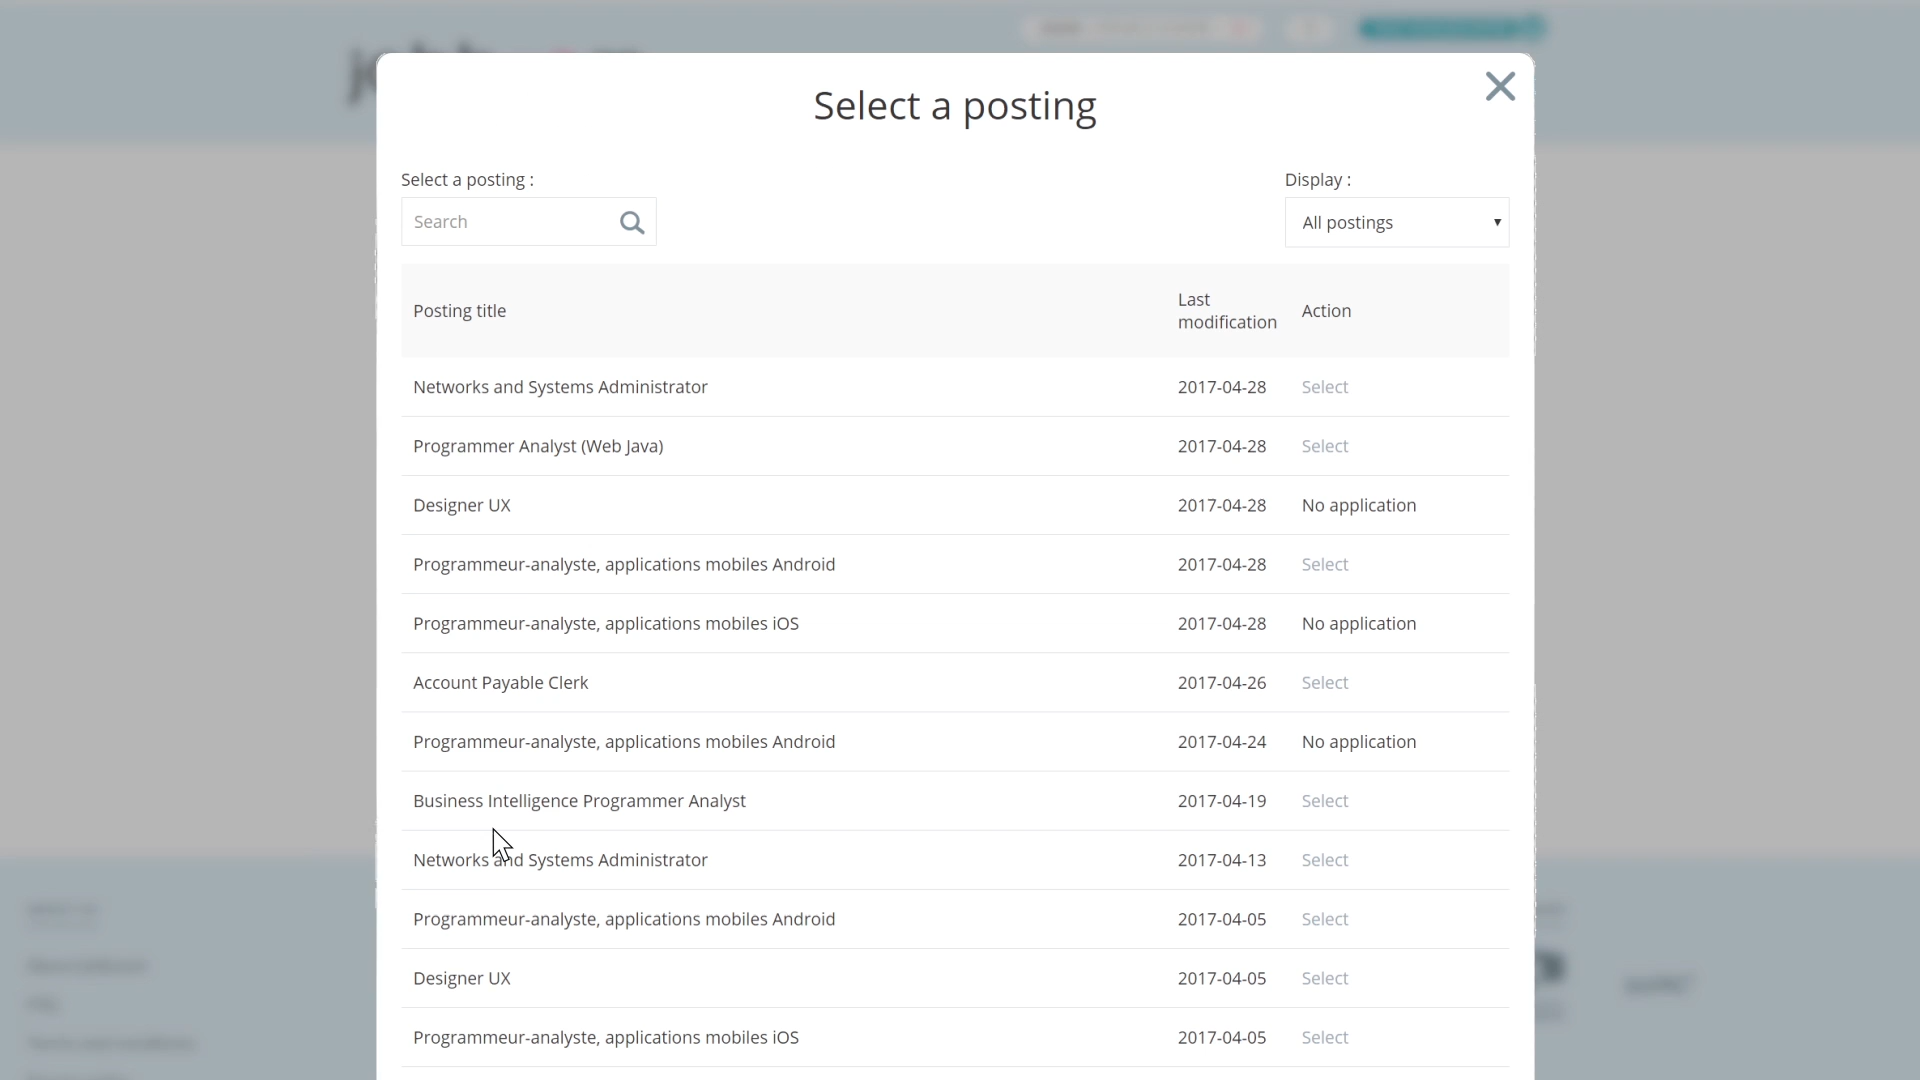 Select a posting
Select a posting :
Display :
Search
All postings
Posting title
Last modification
Action
Networks and Systems Administrator 2017-04-28 Select
Programmer Analyst (Web Java) 2017-04-28 Select
Designer UX 2017-04-28 No application
Programmeur-analyste, applications mobiles Android 2017-04-28 Select
Programmeur-analyste, applications mobiles iOS 2017-04-28 No application
Account Payable Clerk 2017-04-26 Select
Programmeur-analyste, applications mobiles Android 2017-04-24 No application
Business Intelligence Programmer Analyst 2017-04-19 Select
Networks and Systems Administrator 2017-04-13 Select
Programmeur-analyste, applications mobiles Android 2017-04-05 Select
Designer UX 2017-04-05 Select
Programmeur-analyste, applications mobiles iOS 2017-04-05 Select